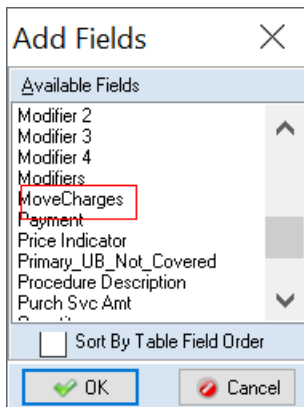 Add Fields
Available Fields
Modifier 2
Modifier 3
Modifier 4
Modifiers
MoveCharges
Payment
Price Indicator
Primary_UB_Not_Covered
Procedure Description
Purch Svc Amt
Sort By Table Field Order
OK
Cancel